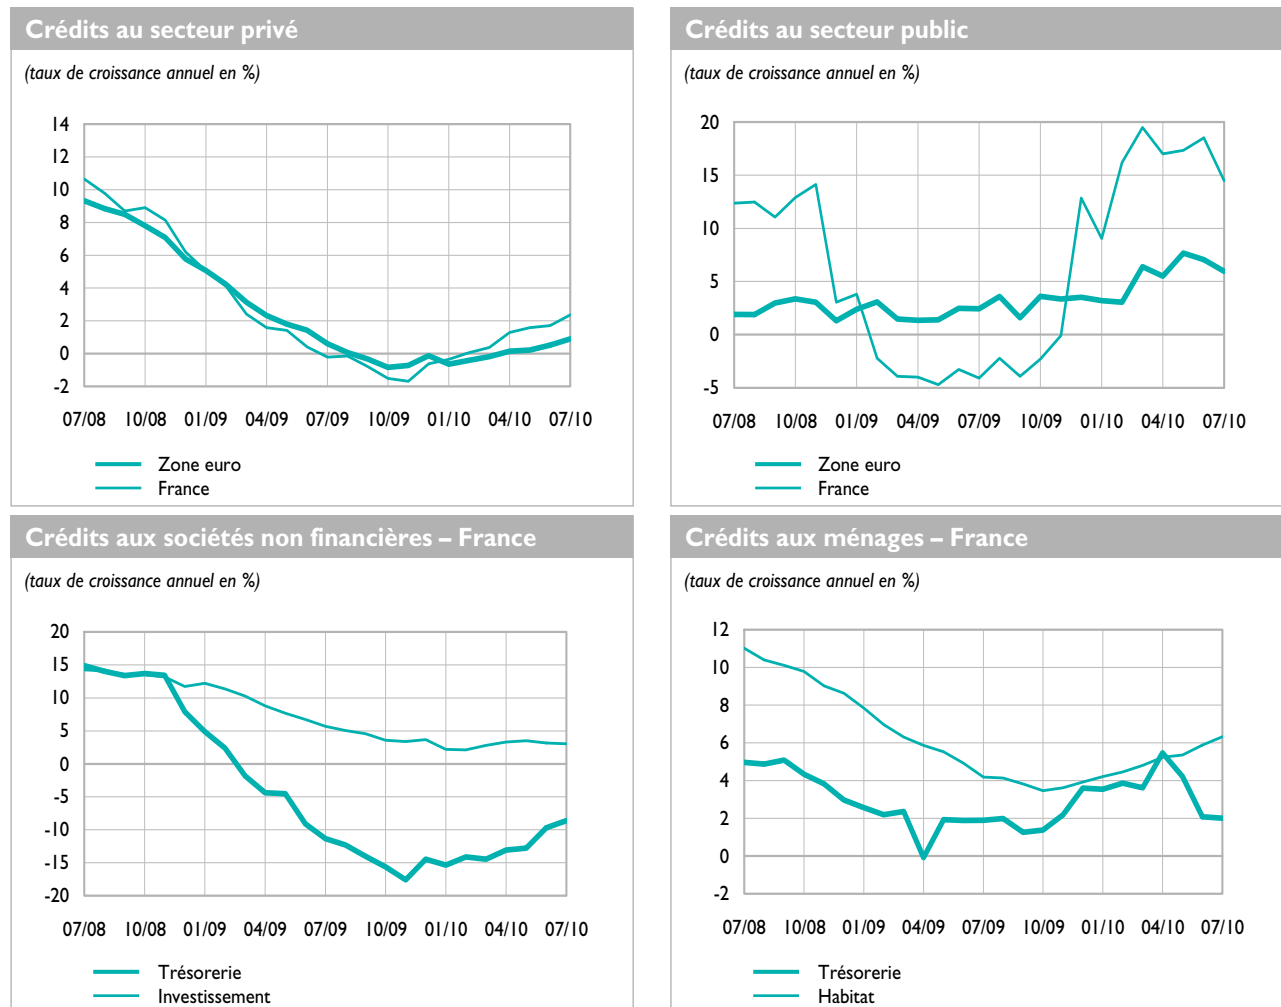 Crédits au secteur privé
(taux de croissance annuel en %)
14
12
10
8
6
4
2
0
-2
07/08 10/08 01/09 04/09 07/09 10/09 01/10 04/10 07/10
Zone euro
France
Crédits au secteur public
(taux de croissance annuel en %)
20
15
10
5
0
-5
07/08 10/08 01/09 04/09 07/09 10/09 01/10 04/10 07/10
Zone euro
France
Crédits aux sociétés non financières – France
(taux de croissance annuel en %)
20
15
10
5
0
-5
-10
-15
-20
07/08 10/08 01/09 04/09 07/09 10/09 01/10 04/10 07/10
Trésorerie
Investissement
Crédits aux ménages – France
(taux de croissance annuel en %)
12
10
8
6
4
2
0
-2
07/08 10/08 01/09 04/09 07/09 10/09 01/10 04/10 07/10
Trésorerie
Habitat